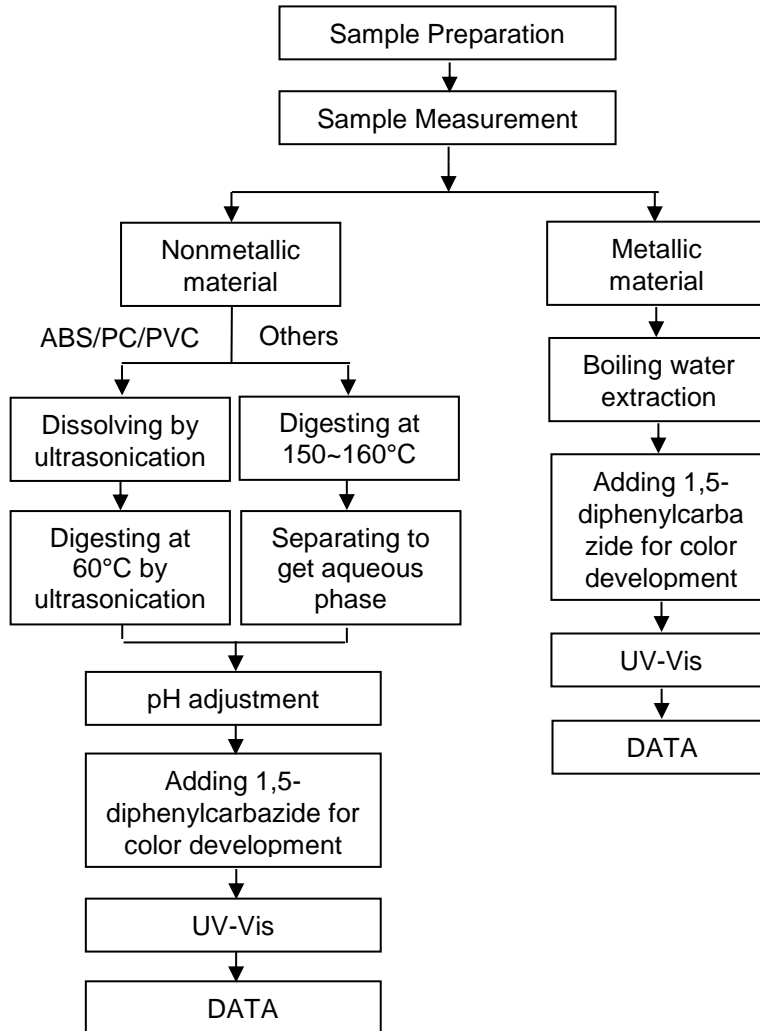 Sample Preparation
Sample Measurement
Nonmetallic
material
Metallic
material
ABS/PC/PVC
Others
Boiling water
extraction
Dissolving by
ultrasonication
Digesting at
150~160°C
Adding 1,5-
diphenylcarba
zide for color
development
Digesting at
60°C by
ultrasonication
Separating to
get aqueous
phase
UV-Vis
pH adjustment
DATA
Adding 1,5-
diphenylcarbazide for
color development
UV-Vis
DATA